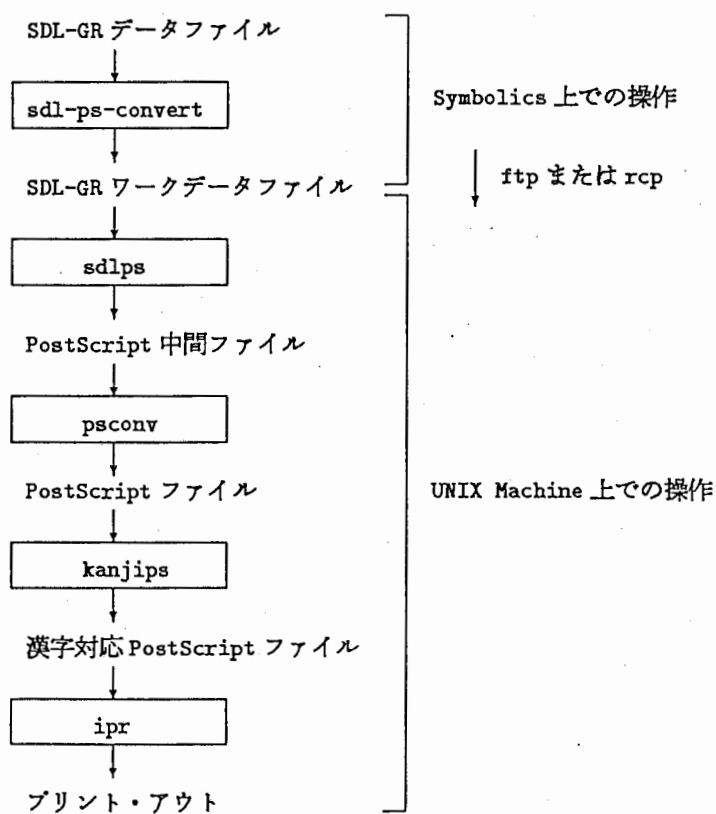 SDL-GR データファイル
sdl-ps-convert
Symbolics 上での操作
SDL-GR ワークデータファイル
ftp または rcp
sdlps
PostScript 中間ファイル
psconv
PostScript ファイル
UNIX Machine 上での操作
kanjips
漢字対応 PostScript ファイル
ipr
プリント・アウト